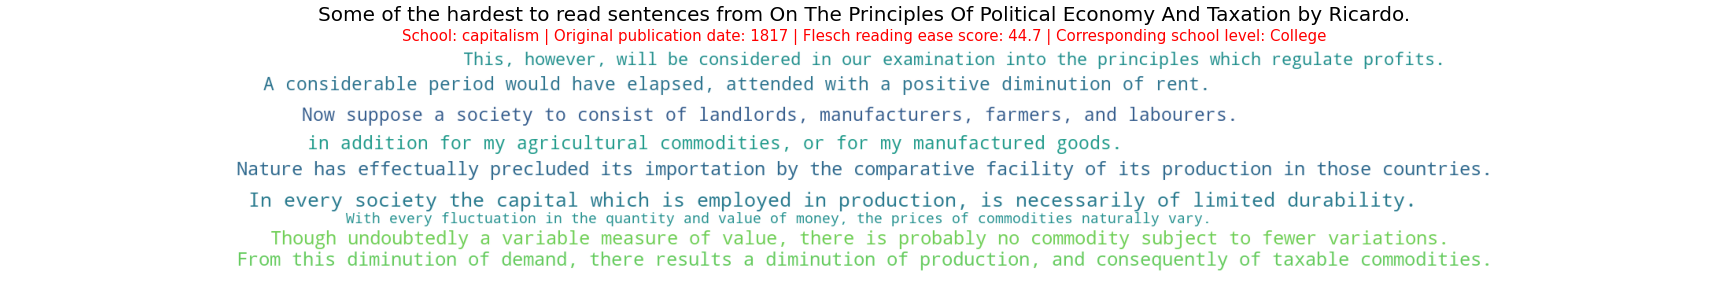 Some of the hardest to read sentences from On The Principles Of Political Economy And Taxation by Ricardo.
School: capitalism | Original publication date: 1817 | Flesch reading ease score: 44.7 | Corresponding school level: College
This, however, will be considered in our examination into the principles which regulate profits.
A considerable period would have elapsed, attended with a positive diminution of rent.
Now suppose a society to consist of landlords, manufacturers, farmers, and labourers.
in addition for my agricultural commodities, or for my manufactured goods.
Nature has effectually precluded its importation by the comparative facility of its production in those countries.
In every society the capital which is employed in production, is necessarily of limited durability.
With every fluctuation in the quantity and value of money, the prices of commodities naturally vary.
Though undoubtedly a variable measure of value, there is probably no commodity subject to fewer variations.
From this diminution of demand, there results a diminution of production, and consequently of taxable commodities.